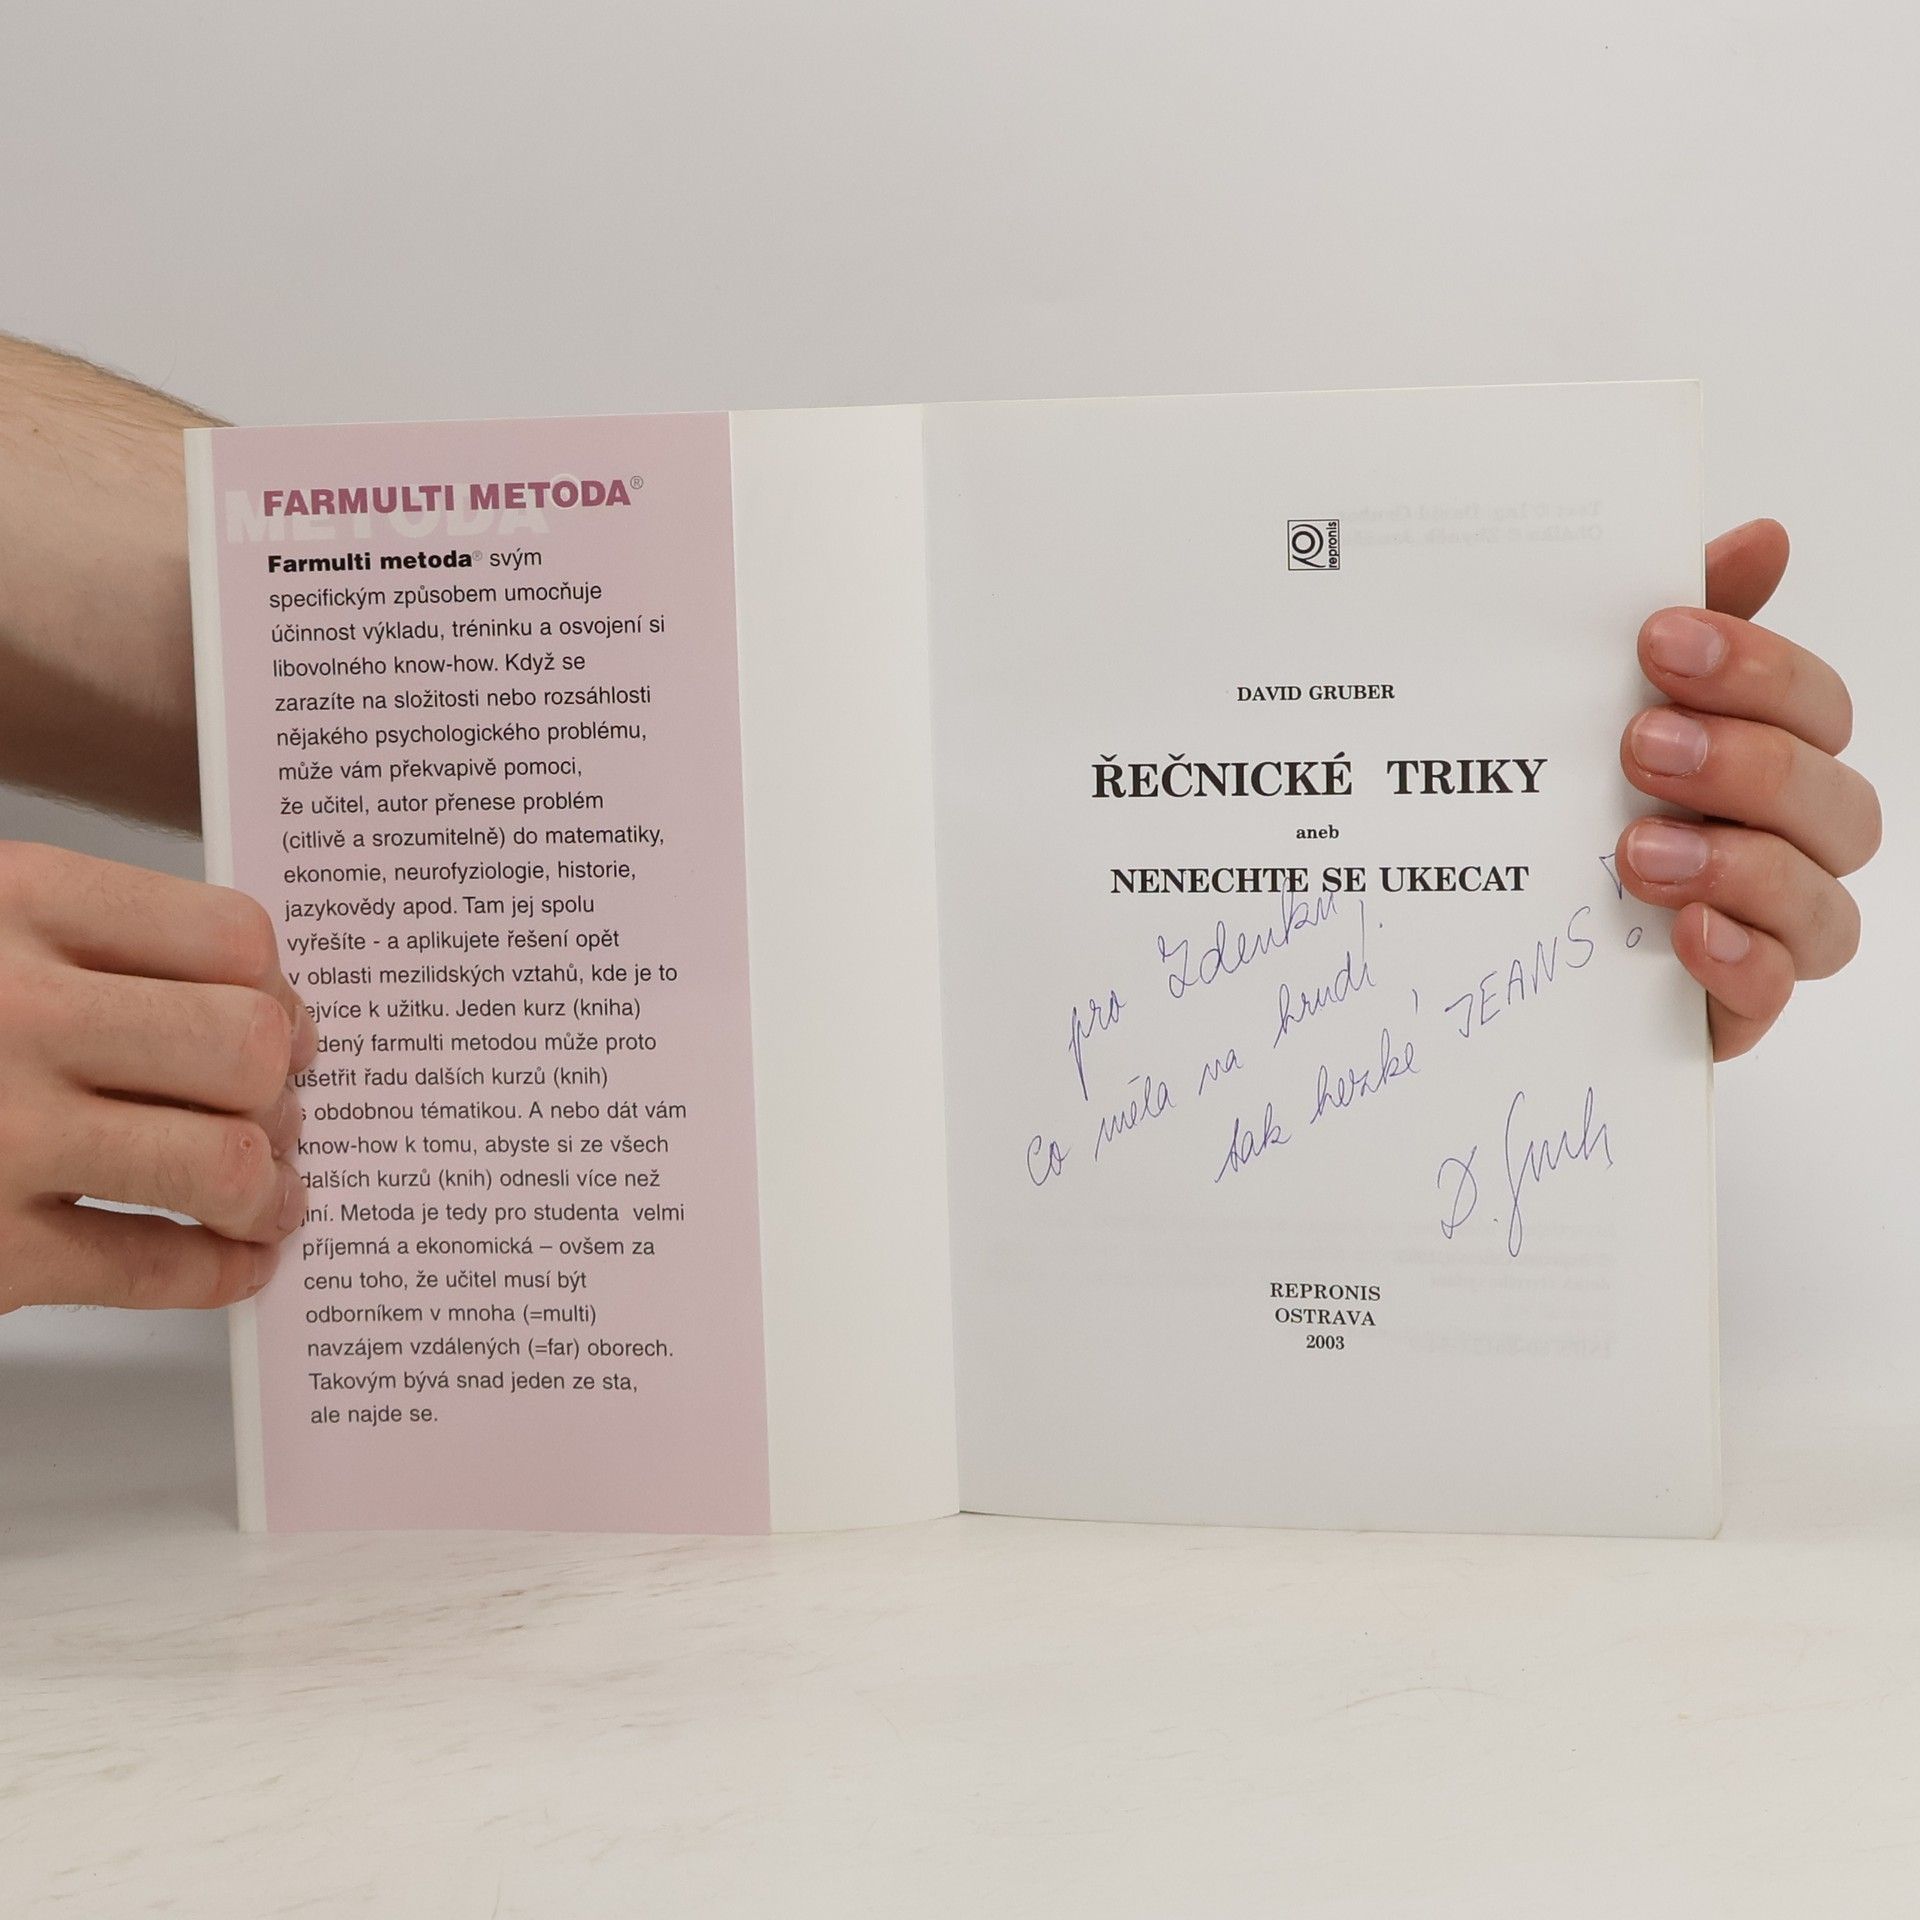 FARMULTI METODA®
METODA®
Farmulti metoda® svým
specifickým způsobem umocňuje
účinnost výkladu, tréninku a osvojení si
libovolného know-how. Když se
zarazíte na složitosti nebo rozsáhlosti
nějakého psychologického problému,
může vám překvapivě pomoci,
že učitel, autor přenese problém
(citlivě a srozumitelně) do matematiky,
ekonomie, neurofyziologie, historie,
jazykovědy apod. Tam jej spolu
vyřešíte - a aplikujete řešení opět
v oblasti mezilidských vztahů, kde je to
ejvíce k užitku. Jeden kurz (kniha)
dený farmulti metodou může proto
ušetřit řadu dalších kurzů (knih)
s obdobnou tématikou. A nebo dát vám
know-how k tomu, abyste si ze všech
dalších kurzů (knih) odnesli více než
jiní. Metoda je tedy pro studenta velmi
příjemná a ekonomická – ovšem za
cenu toho, že učitel musí být
odborníkem v mnoha (=multi)
navzájem vzdálených (=far) oborech.
Takovým bývá snad jeden ze sta,
ale najde se.
repronis
DAVID GRUBER
ŘEČNICKÉ TRIKY
aneb
NENECHTE SE UKECAT
pro Zdenku,
co měla na hrudi
tak hezké JEANS!
D. Gruber
REPRONIS
OSTRAVA
2003